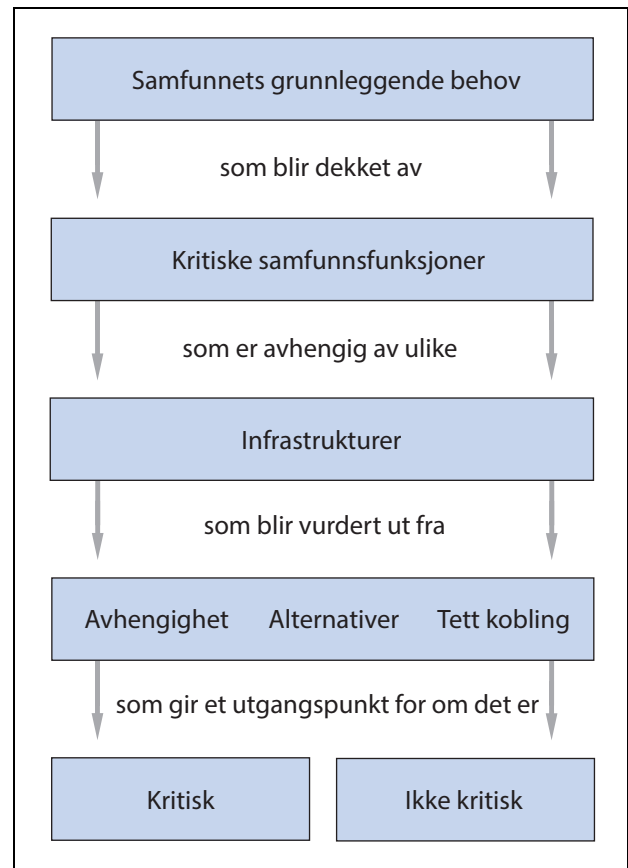 Samfunnets grunnleggende behov
som blir dekket av
Kritiske samfunnsfunksjoner
som er avhengig av ulike
Infrastrukturer
som blir vurdert ut fra
Avhengighet Alternativer Tett kobling
som gir et utgangspunkt for om det er
Kritisk Ikke kritisk